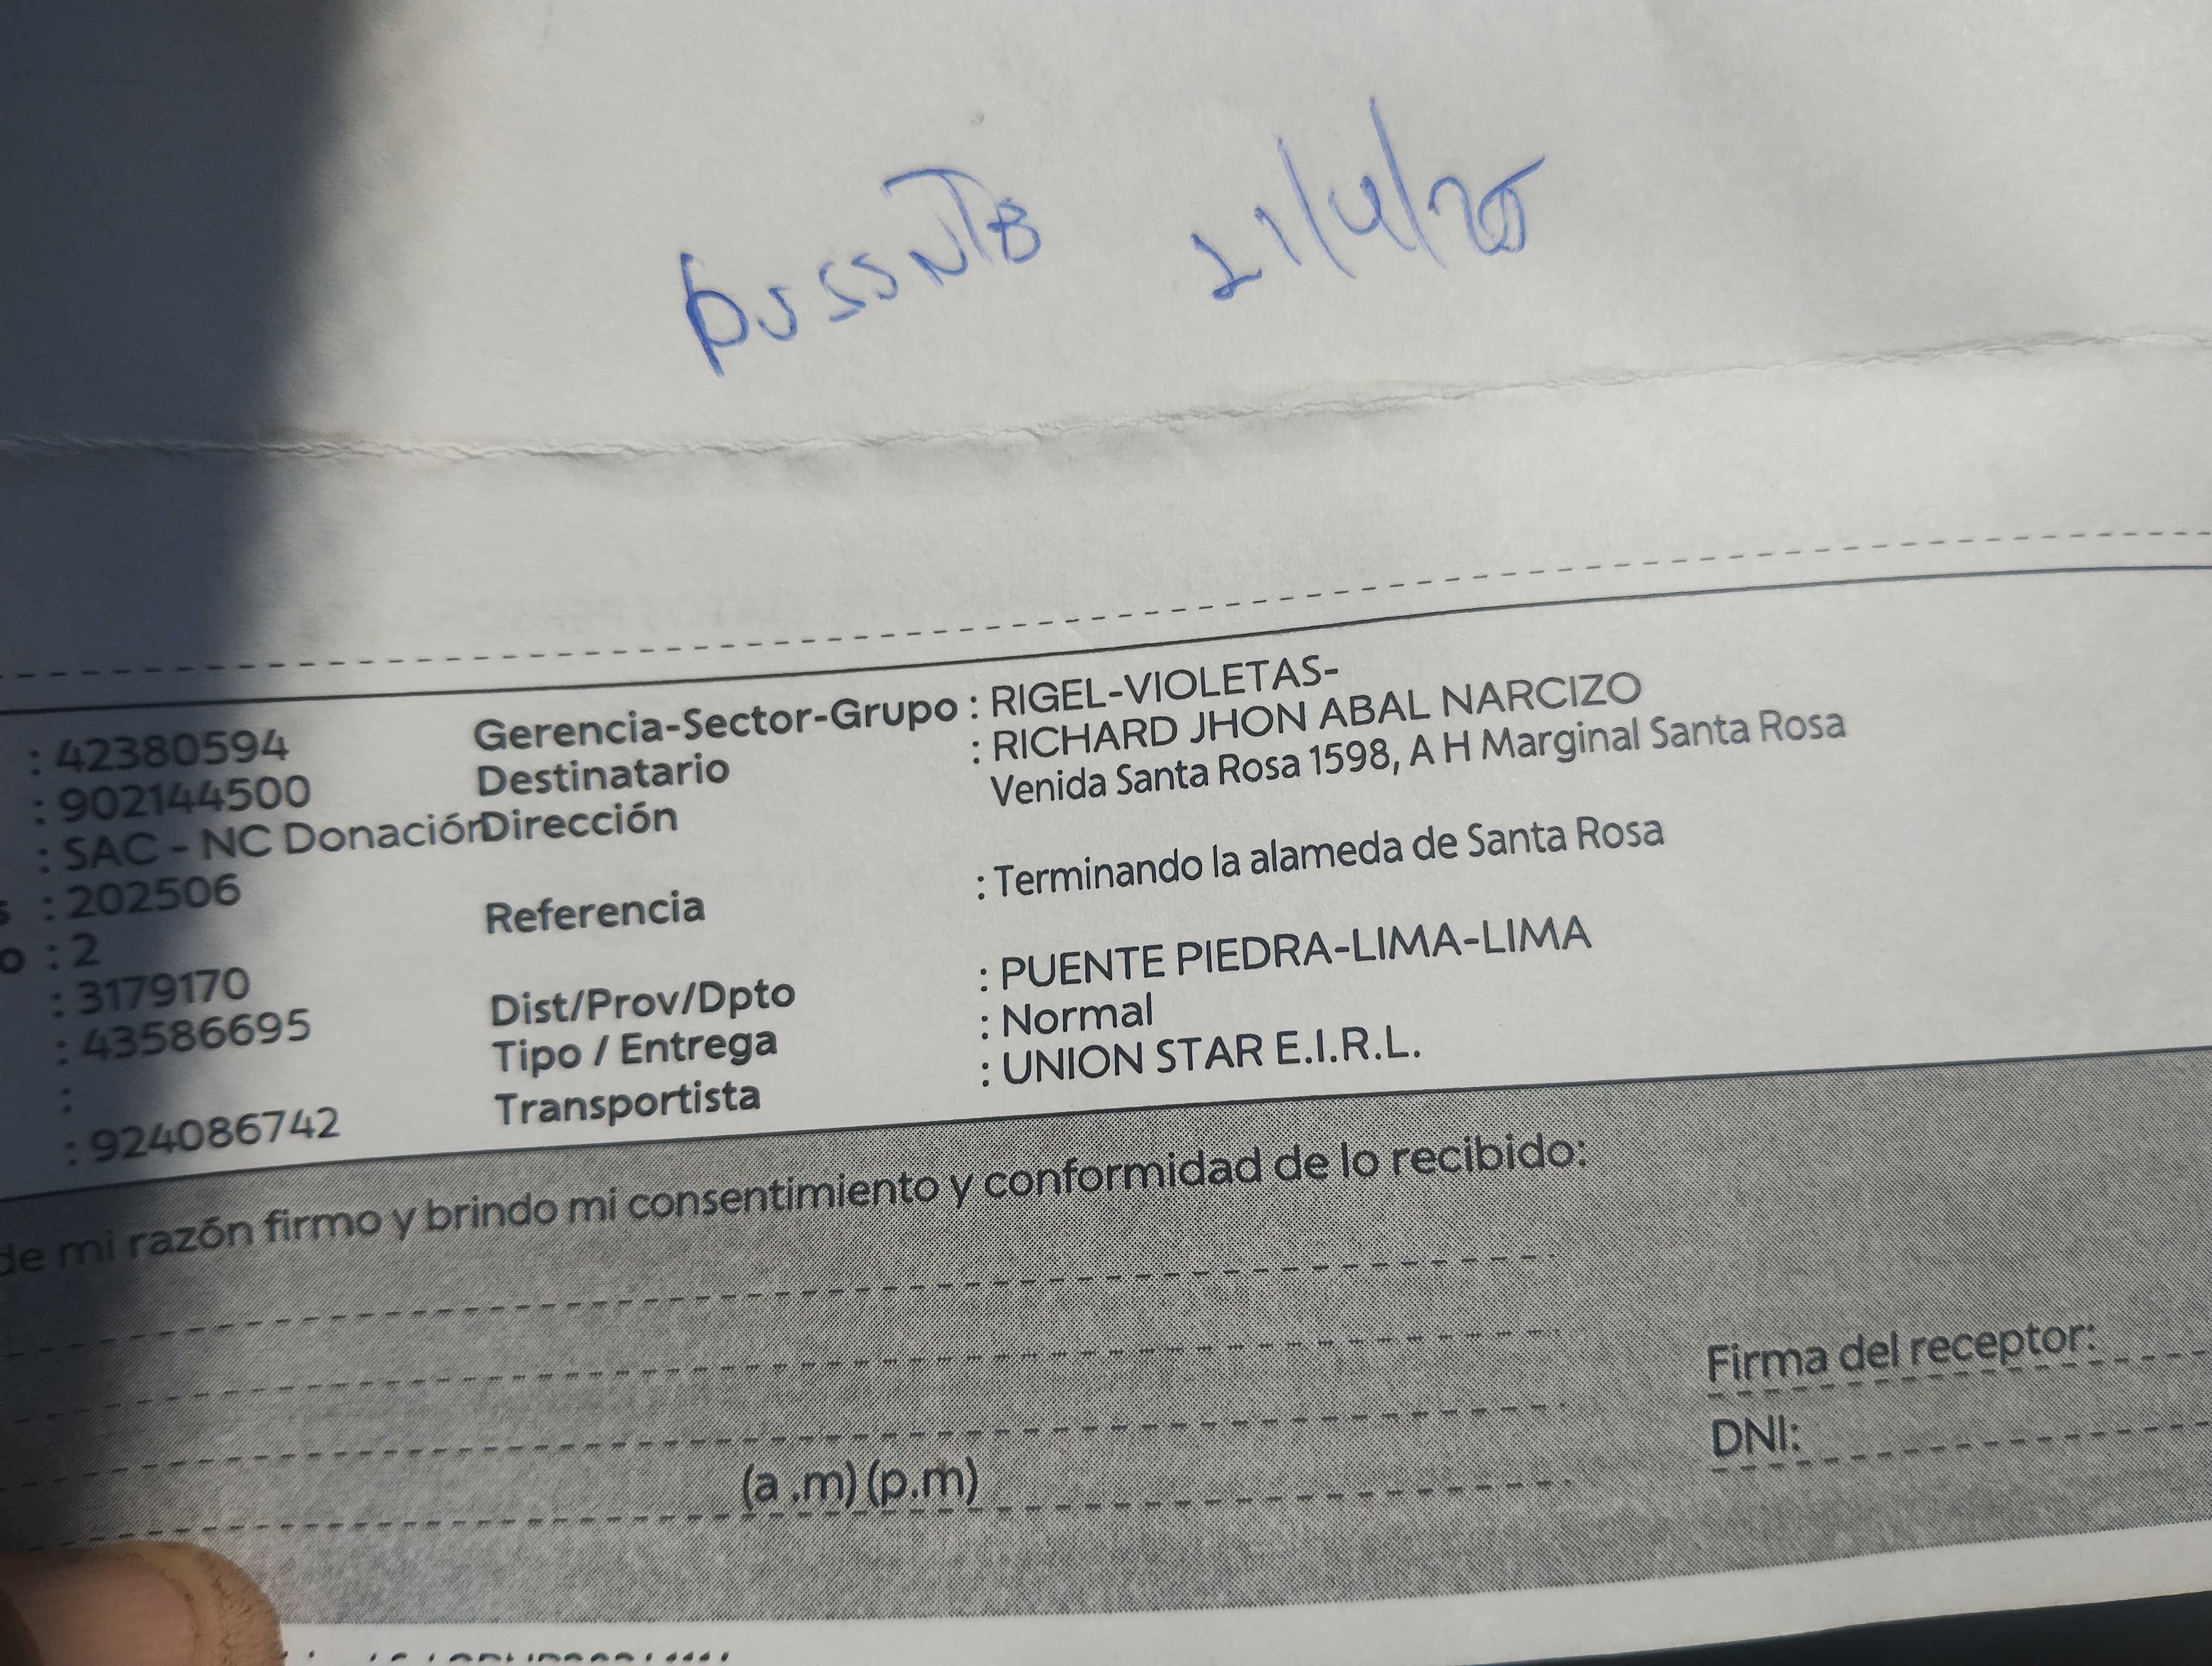 21/4/25
: 42380594 Gerencia-Sector-Grupo : RIGEL-VIOLETAS-
: 902144500 Destinatario : RICHARD JHON ABAL NARCIZO
: SAC - NC Donación Dirección Venida Santa Rosa 1598, A H Marginal Santa Rosa
: 202506 Referencia : Terminando la alameda de Santa Rosa
: 2
: 3179170 Dist/Prov/Dpto : PUENTE PIEDRA-LIMA-LIMA
: 43586695 Tipo / Entrega : Normal
: Transportista : UNION STAR E.I.R.L.
: 924086742
de mi razón firmo y brindo mi consentimiento y conformidad de lo recibido:
Firma del receptor:
DNI:
(a .m) (p.m)